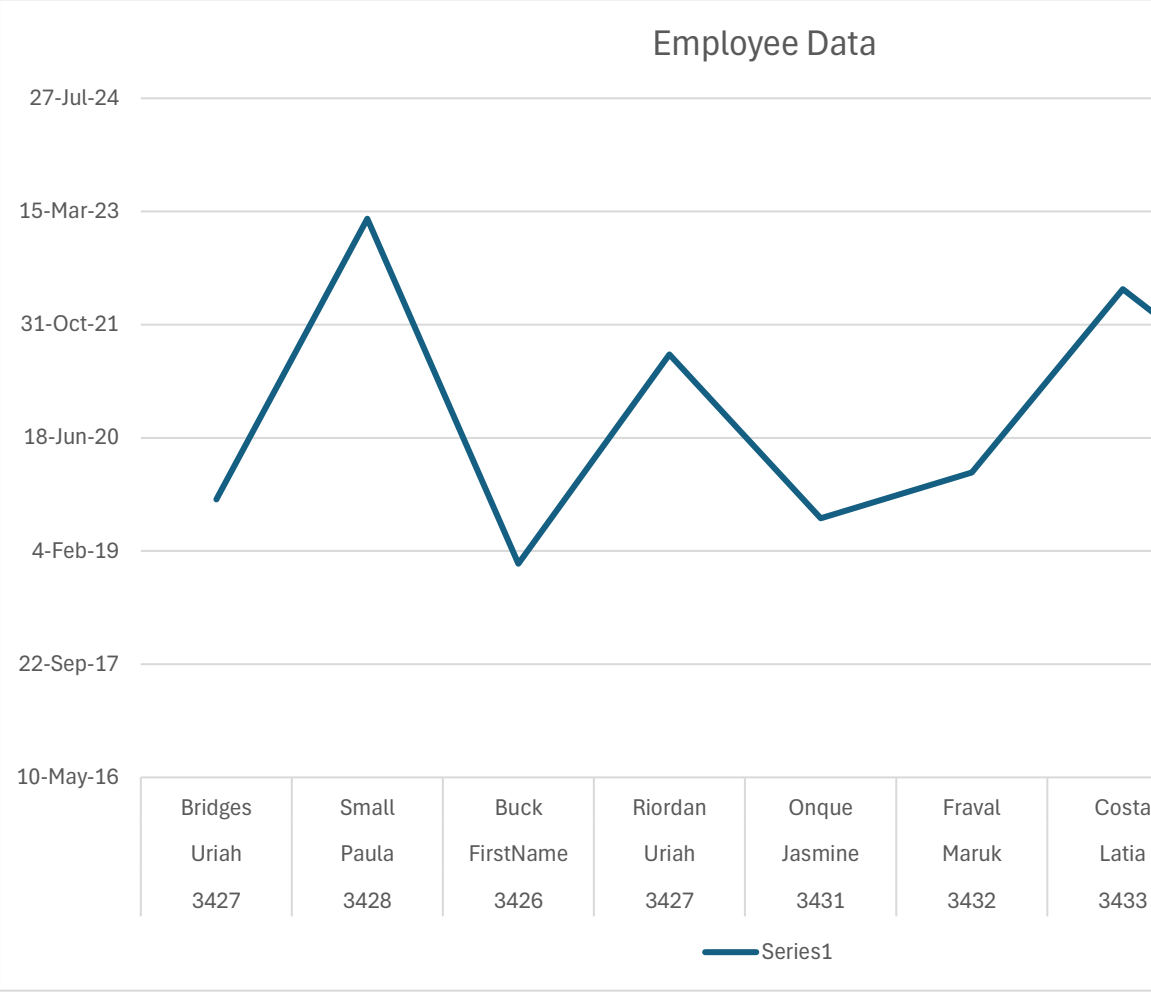 Employee Data
27-Jul-24
15-Mar-23
31-Oct-21
18-Jun-20
4-Feb-19
22-Sep-17
10-May-16
Bridges Small Buck Riordan Onque Fraval Costa
Uriah Paula FirstName Uriah Jasmine Maruk Latia
3427 3428 3426 3427 3431 3432 3433
Series1